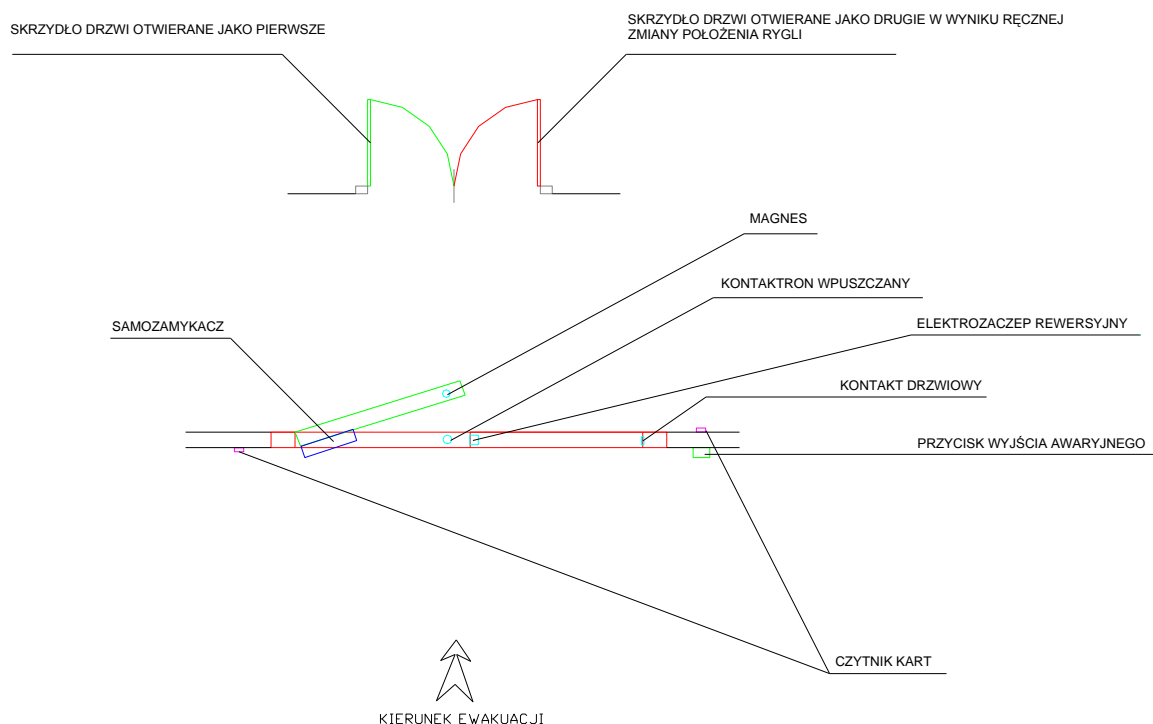 SKRZYDŁO DRZWI OTWIERANE JAKO PIERWSZE
SKRZYDŁO DRZWI OTWIERANE JAKO DRUGIE W WYNIKU RĘCZNEJ
ZMIANY POŁOŻENIA RYGLI
MAGNES
KONTAKTRON WPUSZCZANY
SAMOZAMYKACZ
ELEKTROZACZEP REWERSYJNY
KONTAKT DRZWIOWY
PRZYCISK WYJŚCIA AWARYJNEGO
CZYTNIK KART
KIERUNEK EWAKUACJI